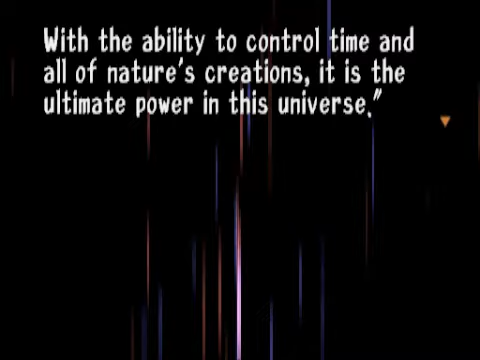 With the ability to control time and
all of nature's creations, it is the
ultimate power in this universe."